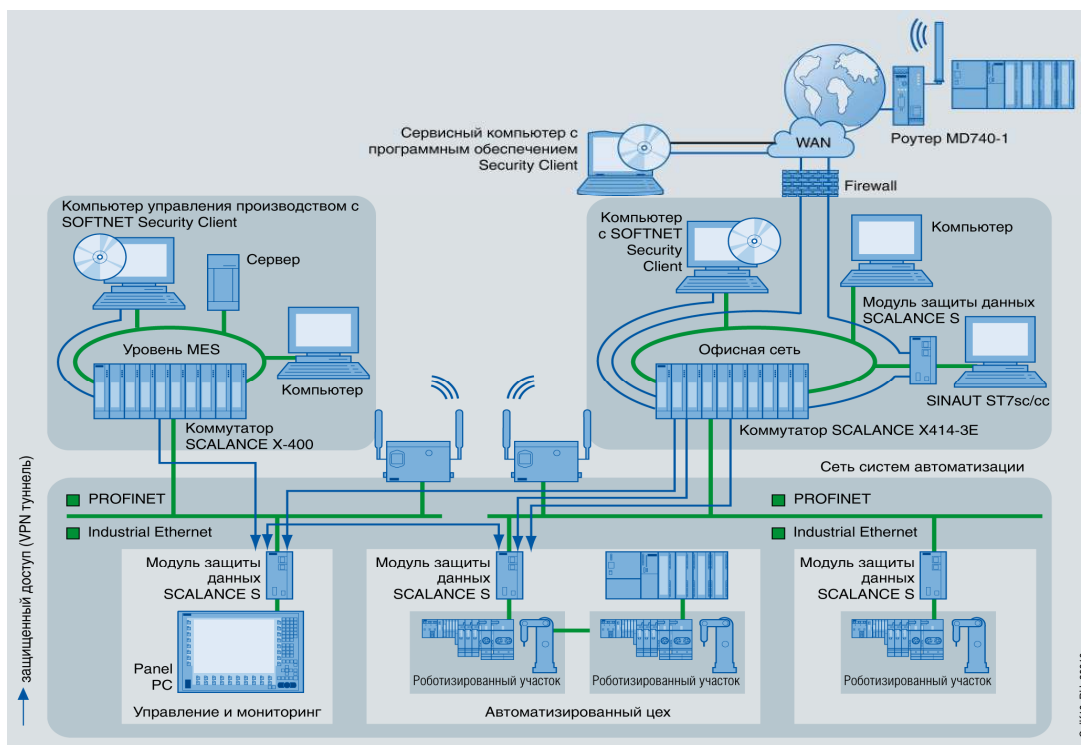 WAN
Роутер MD740-1
Сервисный компьютер с
программным обеспечением
Security Client
Firewall
Компьютер управления производством с
SOFTNET Security Client
Сервер
Уровень MES
Компьютер
Коммутатор
SCALANCE X-400
Компьютер
с SOFTNET
Security
Client
Компьютер
Модуль защиты данных
SCALANCE S
Офисная сеть
SINAUT ST7sc/cc
Коммутатор SCALANCE X414-3E
Сеть систем автоматизации
PROFINET
Industrial Ethernet
PROFINET
Industrial Ethernet
Модуль защиты
данных
SCALANCE S
Panel
PC
Управление и мониторинг
Модуль защиты
данных
SCALANCE S
Роботизированный участок
Роботизированный участок
Автоматизированный цех
Модуль защиты
данных
SCALANCE S
Роботизированный участок
защищенный доступ (VPN туннель)